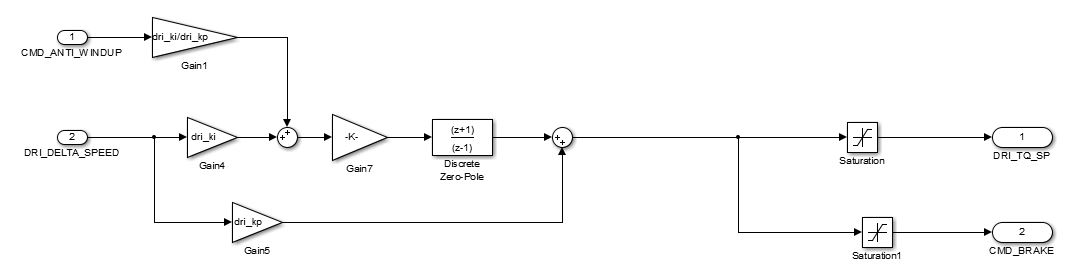 1
CMD_ANTI_WINDUP
dri_ki/dri_kp
Gain1
2
DRI_DELTA_SPEED
dri_ki
Gain4
+
+
-K-
Gain7
(z+1)
(z-1)
Discrete
Zero-Pole
+
+
Saturation
1
DRI_TQ_SP
dri_kp
Gain5
Saturation1
2
CMD_BRAKE